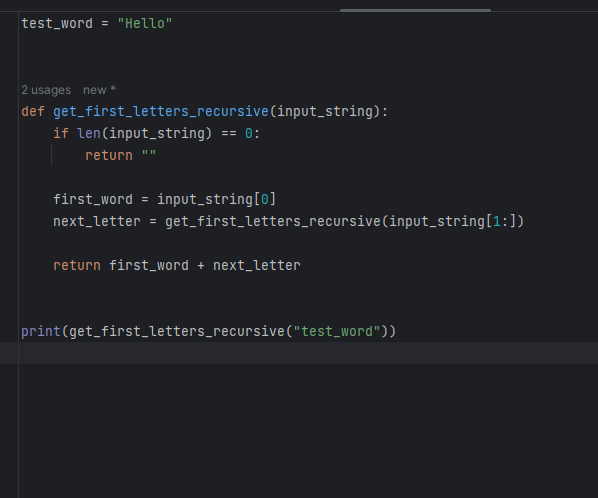 test_word = "Hello"
2 usages new *
def get_first_letters_recursive(input_string):
    if len(input_string) == 0:
        return ""
    first_word = input_string[0]
    next_letter = get_first_letters_recursive(input_string[1:])
    return first_word + next_letter
print(get_first_letters_recursive("test_word"))